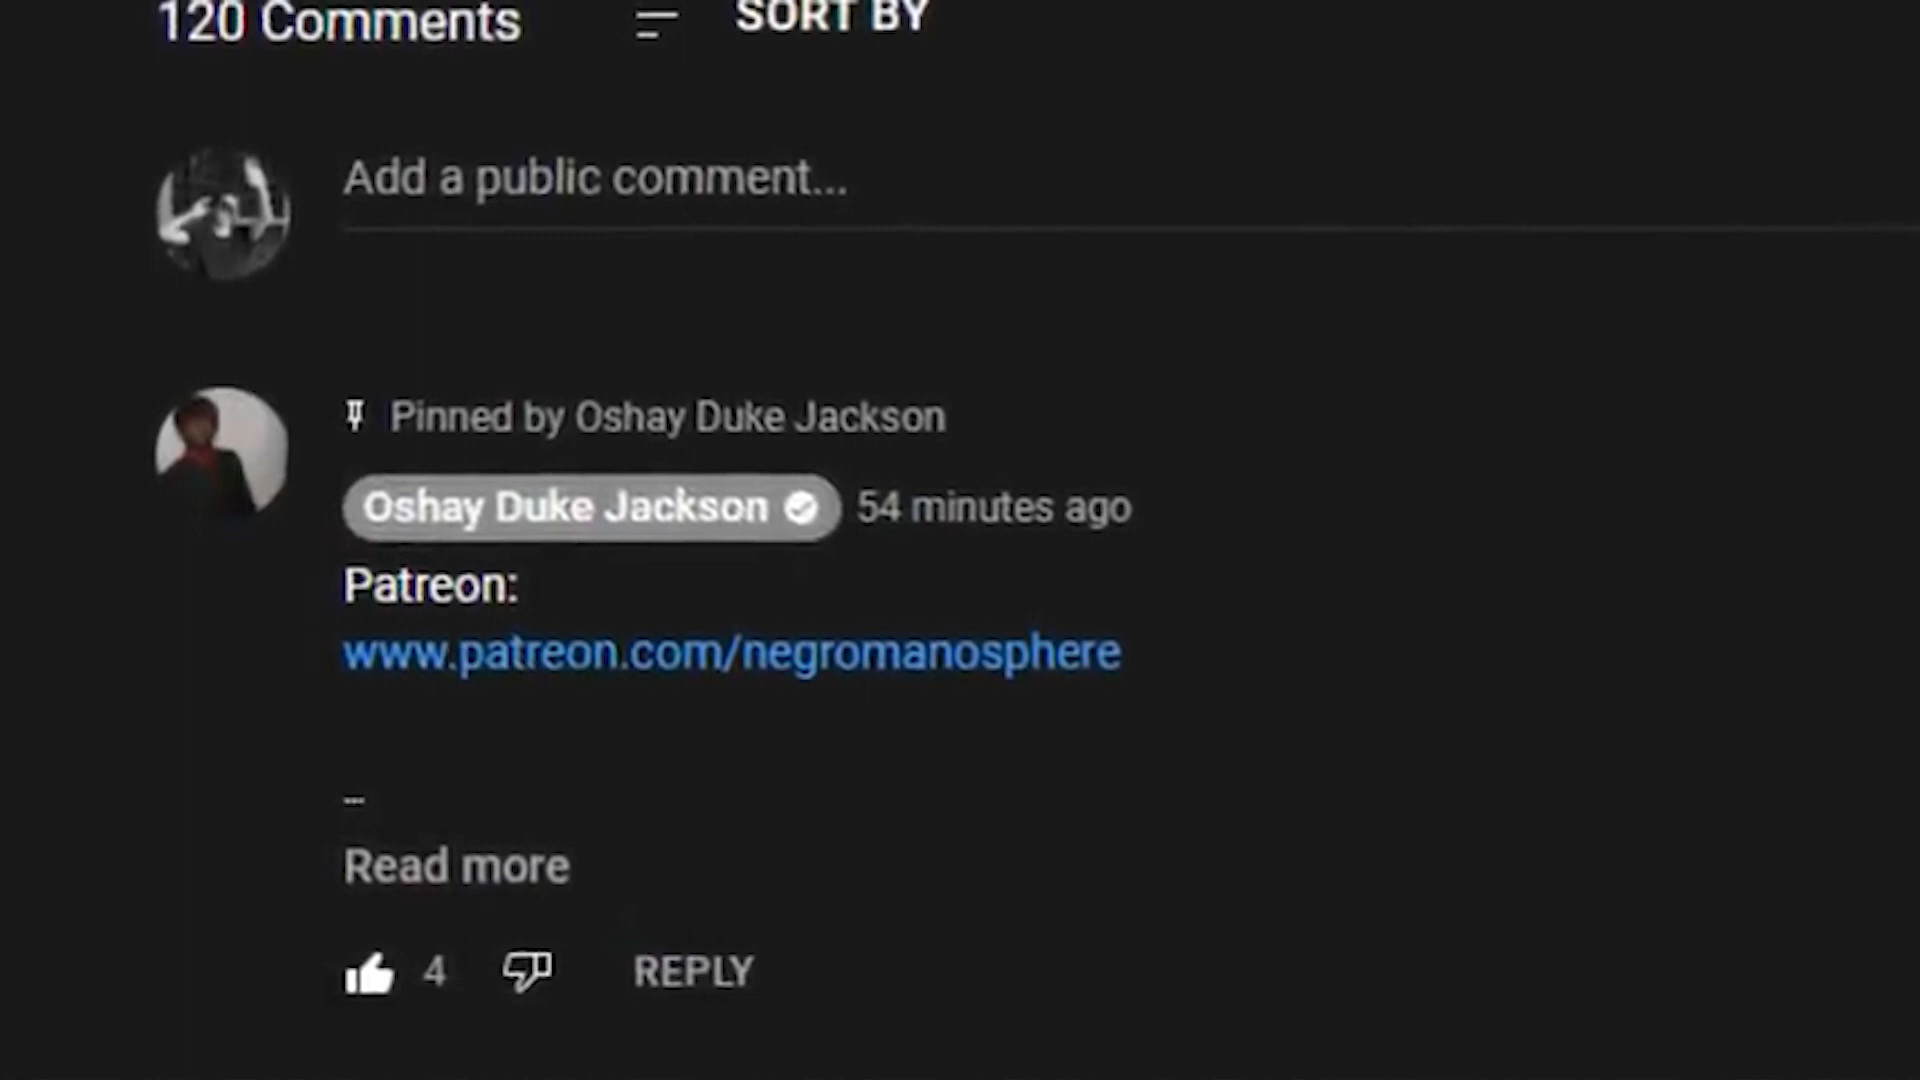 120 Comments SORT BY
Add a public comment...
Pinned by Oshay Duke Jackson
Oshay Duke Jackson 54 minutes ago
Patreon:
www.patreon.com/negromanosphere
...
Read more
4 REPLY